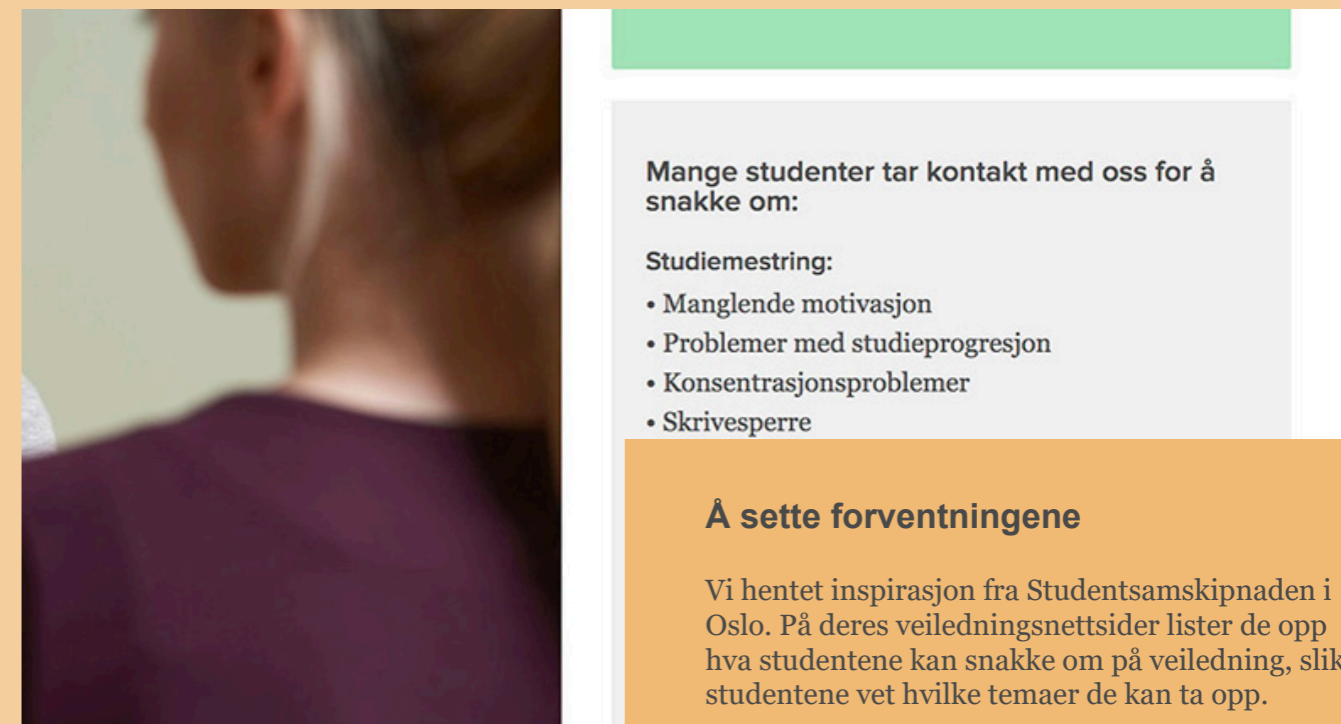 Mange studenter tar kontakt med oss for å
snakke om:
Studiemestring:
• Manglende motivasjon
• Problemer med studieprogresjon
• Konsentrasjonsproblemer
• Skrivesperre
Å sette forventningene
Vi hentet inspirasjon fra Studentsamskipnaden i
Oslo. På deres veiledningsnettsider lister de opp
hva studentene kan snakke om på veiledning, slik
studentene vet hvilke temaer de kan ta opp.